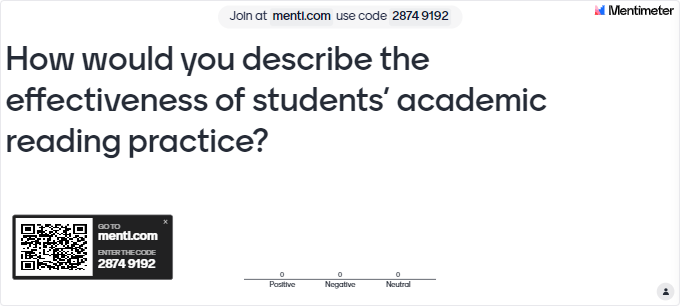 Join at menti.com use code 2874 9192
Mentimeter
How would you describe the
effectiveness of students’ academic
reading practice?
GO TO
menti.com
ENTER THE CODE
2874 9192
0 0 0
Positive Negative Neutral